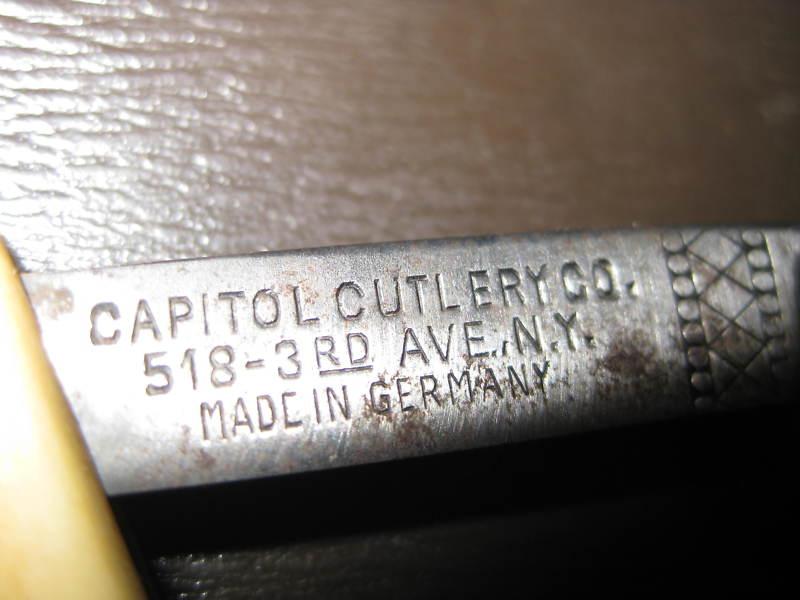 CAPITOL CUTLERY CO.
518-3RD AVE. N.Y.
MADE IN GERMANY